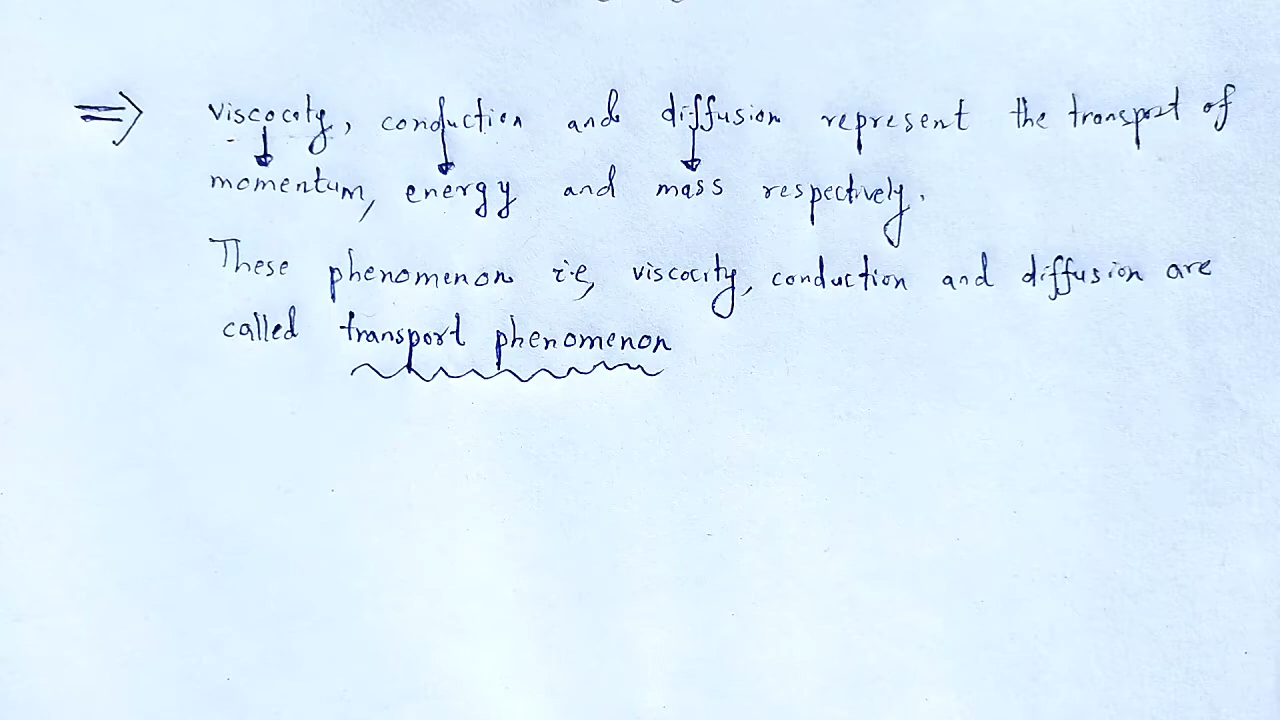 ⇒ viscocity, conduction and diffusion represent the transport of
momentum, energy and mass respectively.
These phenomenon i.e, viscocity, conduction and diffusion are
called transport phenomenon